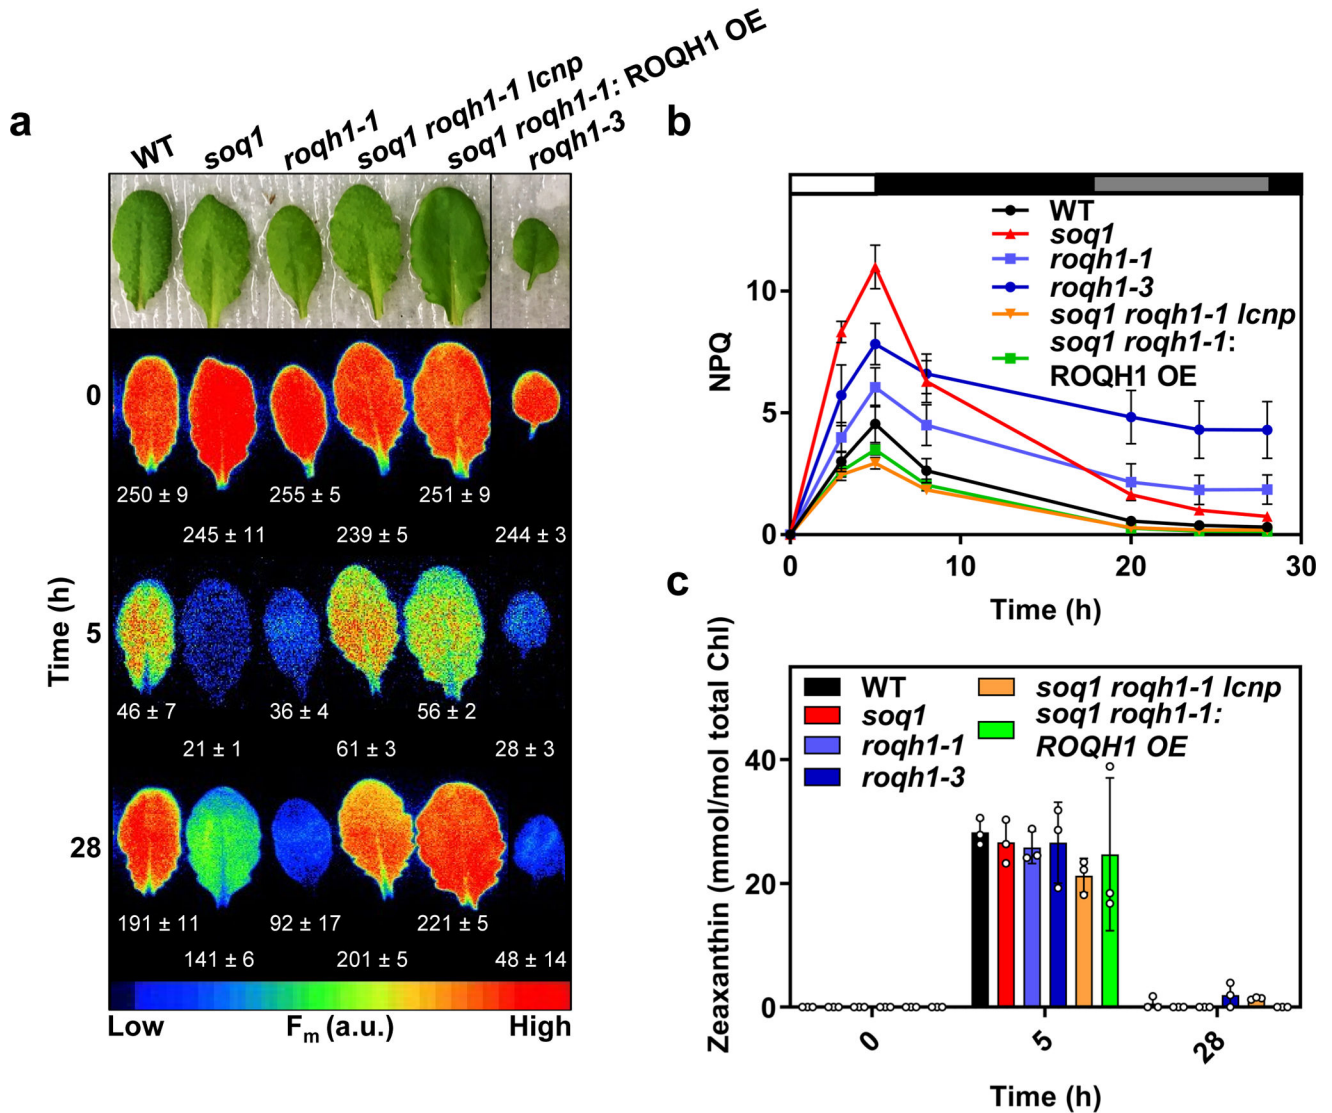 a
WT
soq1
roqh1-1
soq1 roqh1-1 lcnp
soq1 roqh1-1: ROQH1 OE
roqh1-3
0
250 ± 9
255 ± 5
251 ± 9
245 ± 11
239 ± 5
244 ± 3
Time (h)
5
46 ± 7
36 ± 4
56 ± 2
21 ± 1
61 ± 3
28 ± 3
28
191 ± 11
92 ± 17
221 ± 5
141 ± 6
201 ± 5
48 ± 14
Low
Fm (a.u.)
High
b
NPQ
10
5
0
WT
soq1
roqh1-1
roqh1-3
soq1 roqh1-1 lcnp
soq1 roqh1-1:
ROQH1 OE
0
10
20
30
Time (h)
c
Zeaxanthin (mmol/mol total Chl)
40
20
0
WT
soq1
roqh1-1
roqh1-3
soq1 roqh1-1 lcnp
soq1 roqh1-1:
ROQH1 OE
0
5
28
Time (h)